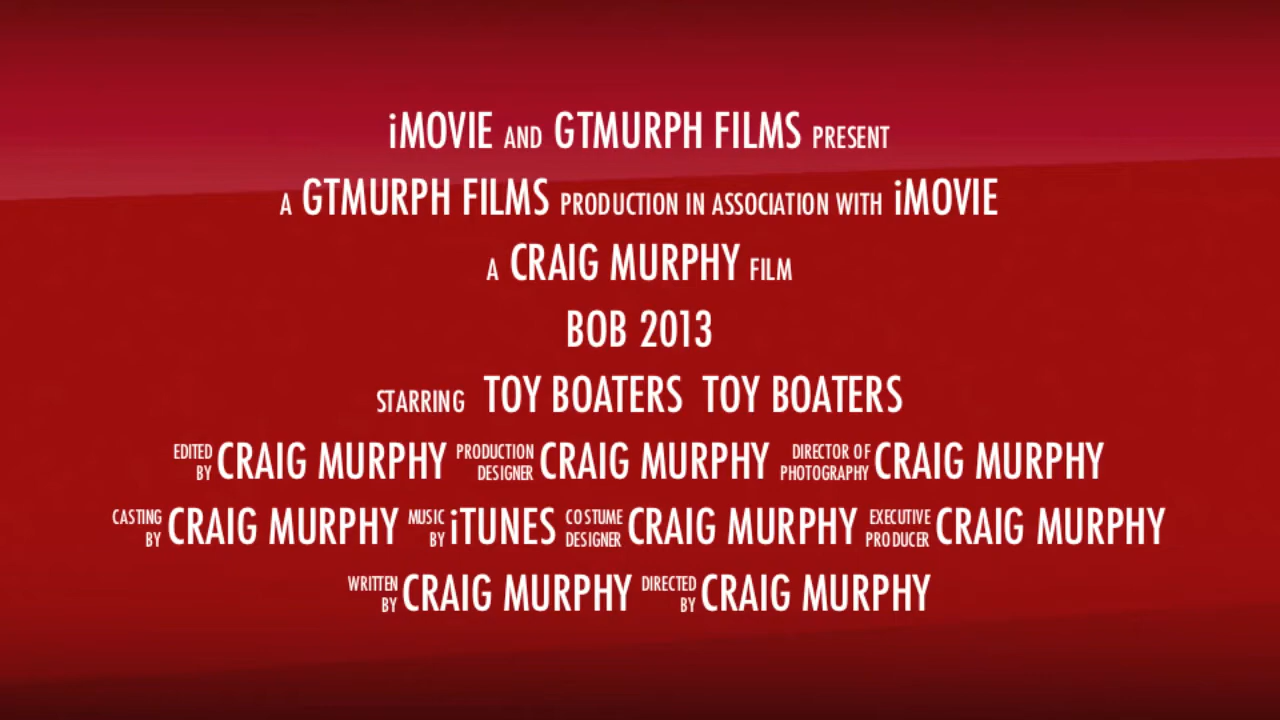 iMOVIE AND GTMURPH FILMS PRESENT
A GTMURPH FILMS PRODUCTION IN ASSOCIATION WITH iMOVIE
A CRAIG MURPHY FILM
BOB 2013
STARRING TOY BOATERS TOY BOATERS
EDITED BY CRAIG MURPHY PRODUCTION DESIGNER CRAIG MURPHY DIRECTOR OF PHOTOGRAPHY CRAIG MURPHY
CASTING BY CRAIG MURPHY MUSIC BY iTUNES COSTUME DESIGNER CRAIG MURPHY EXECUTIVE PRODUCER CRAIG MURPHY
WRITTEN BY CRAIG MURPHY DIRECTED BY CRAIG MURPHY